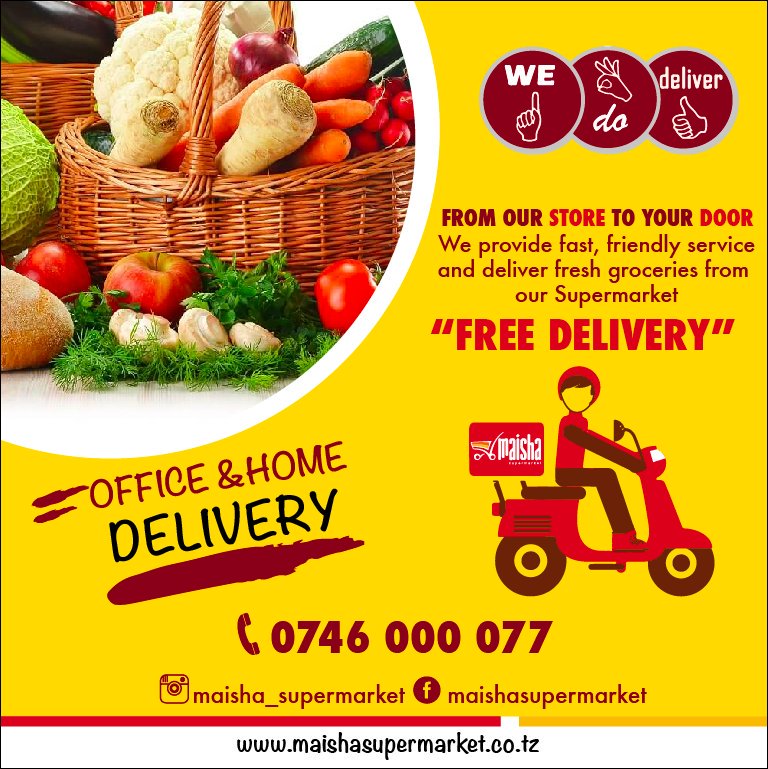 WE
do
deliver
FROM OUR STORE TO YOUR DOOR
We provide fast, friendly service
and deliver fresh groceries from
our Supermarket
“FREE DELIVERY”
maisha
supermarket
OFFICE & HOME
DELIVERY
0746 000 077
maisha_supermarket
maishasupermarket
www.maishasupermarket.co.tz